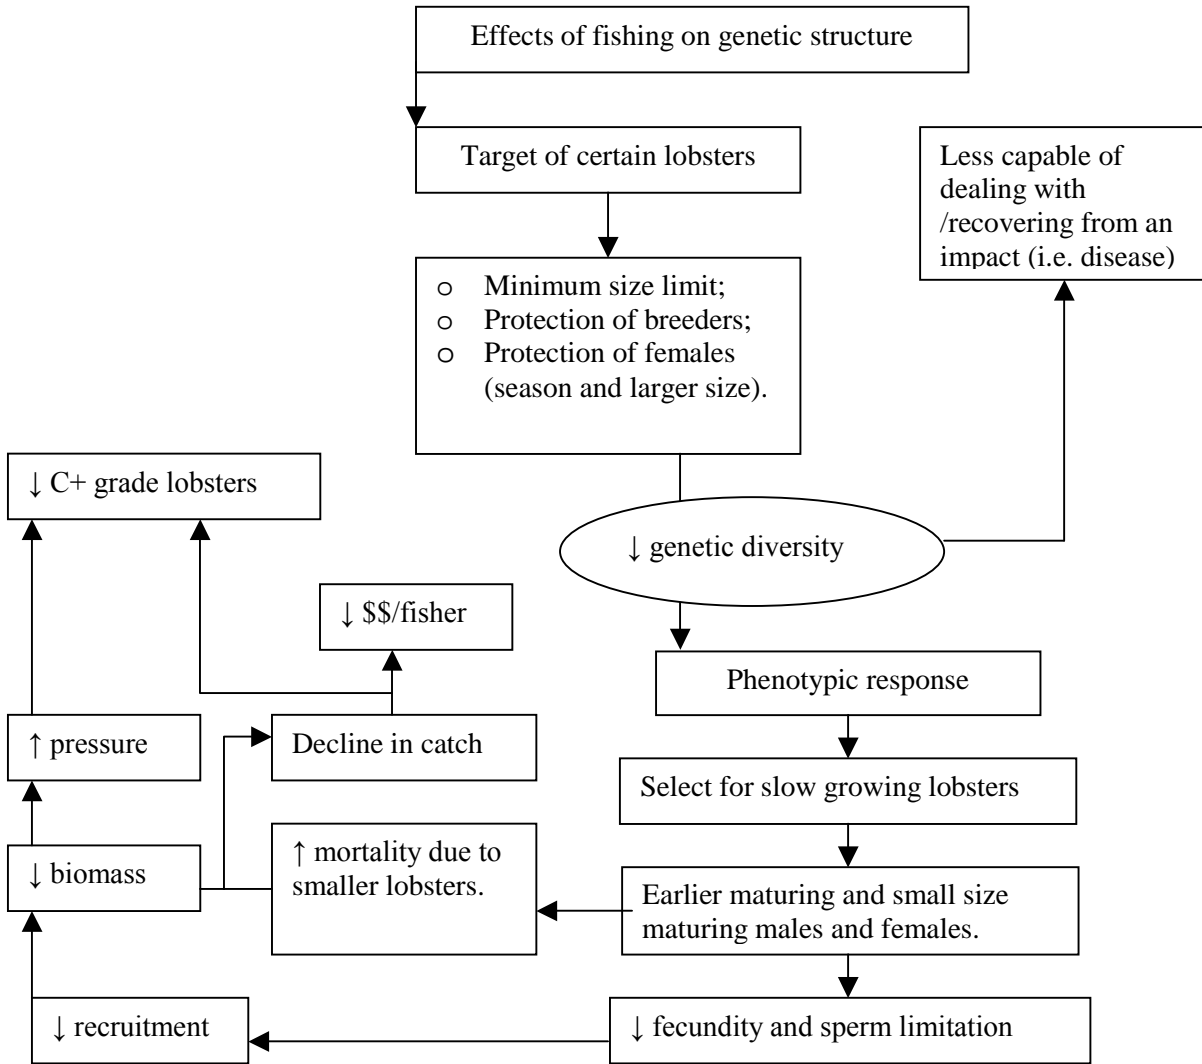 Effects of fishing on genetic structure
Target of certain lobsters
Less capable of
dealing with
/recovering from an
impact (i.e. disease)
o Minimum size limit;
o Protection of breeders;
o Protection of females
(season and larger size).
↓ C+ grade lobsters
↓ genetic diversity
↓ $$/fisher
Phenotypic response
↑ pressure
Decline in catch
Select for slow growing lobsters
↑ mortality due to
smaller lobsters.
↓ biomass
Earlier maturing and small size
maturing males and females.
↓ recruitment
↓ fecundity and sperm limitation